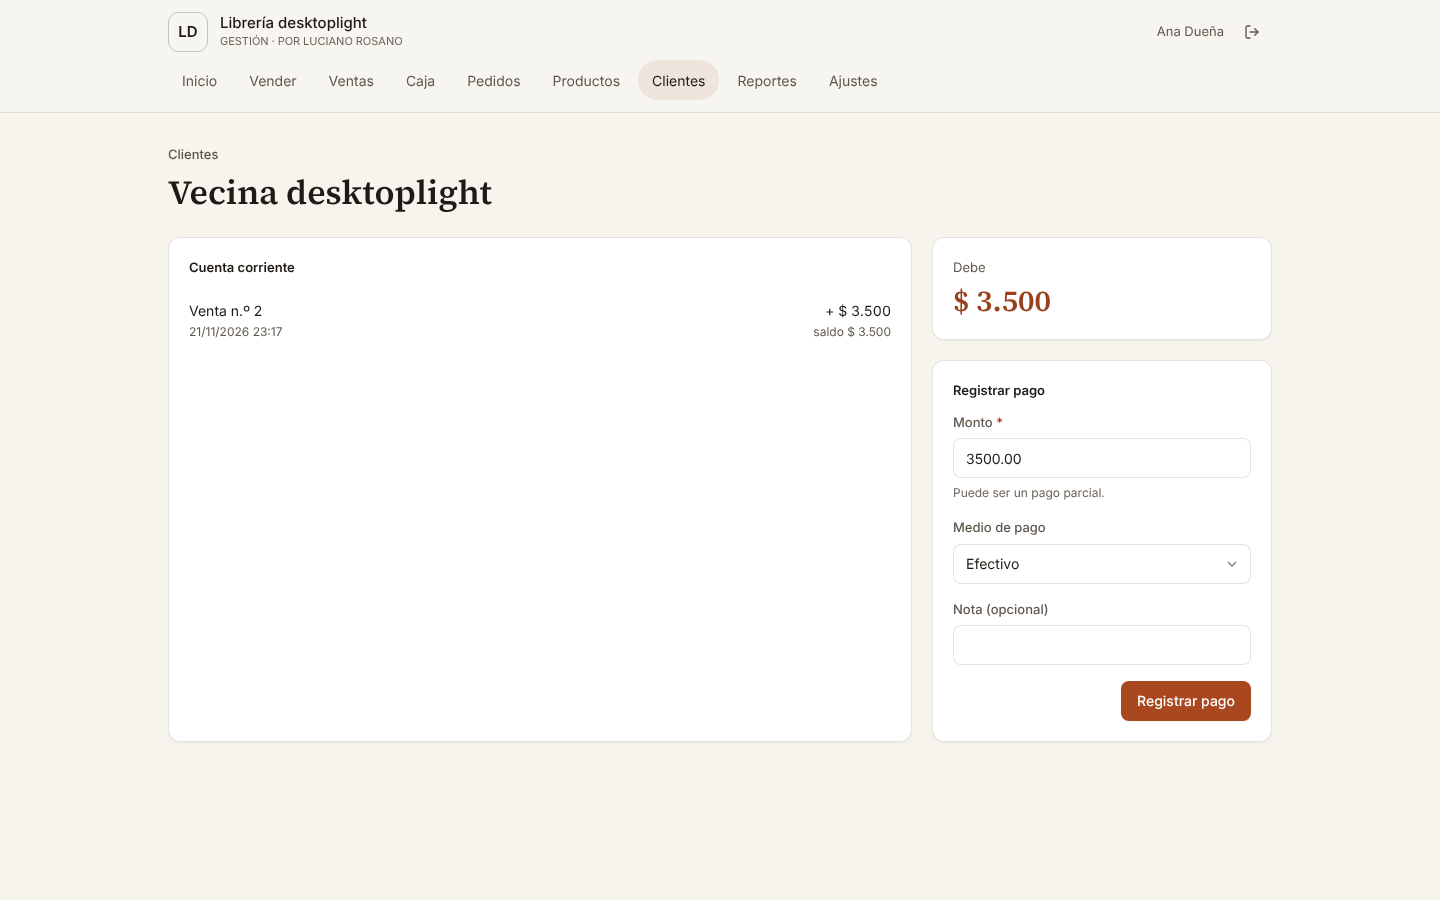 LD
Librería desktoplight
GESTIÓN · POR LUCIANO ROSANO
Ana Dueña
Inicio
Vender
Ventas
Caja
Pedidos
Productos
Clientes
Reportes
Ajustes
Clientes
Vecina desktoplight
Cuenta corriente
Venta n.º 2
+ $ 3.500
21/11/2026 23:17
saldo $ 3.500
Debe
$ 3.500
Registrar pago
Monto *
3500.00
Puede ser un pago parcial.
Medio de pago
Efectivo
Nota (opcional)
Registrar pago